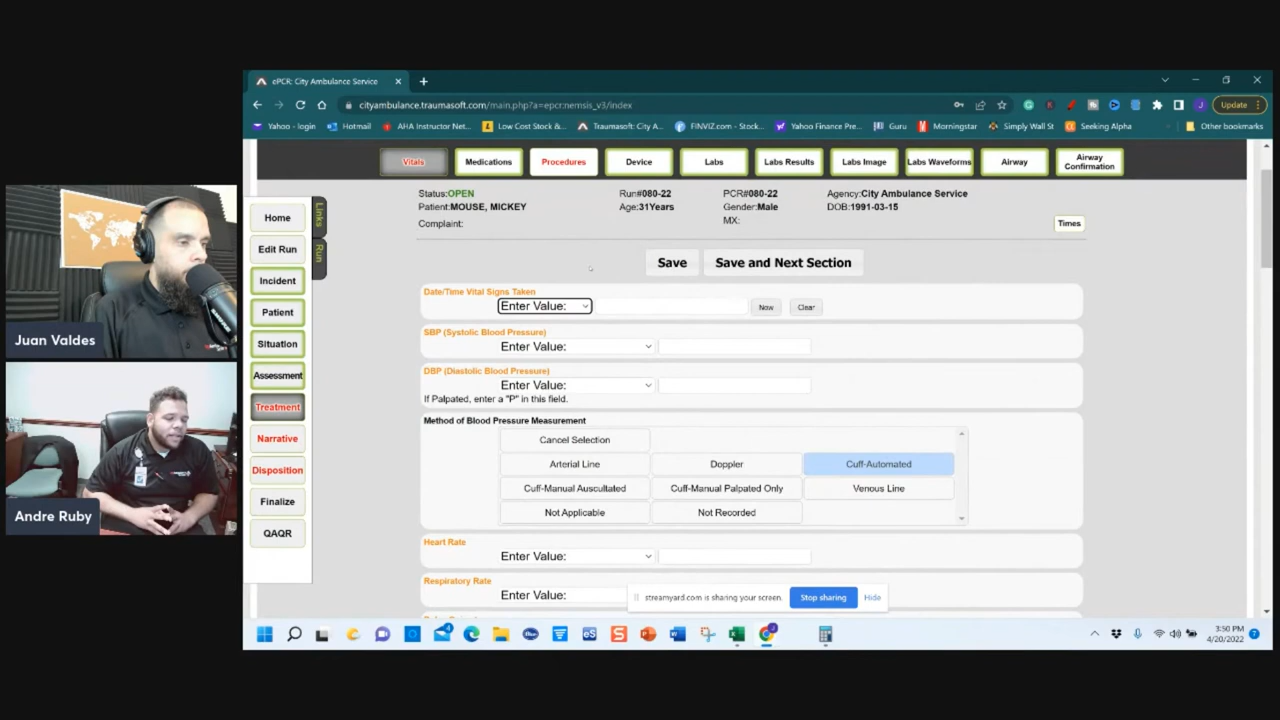 ePCR: City Ambulance Service
cityambulance.traumasoft.com/main.php?a=epcr:nemsis_v3/index
Update
Yahoo - login
Hotmail
AHA Instructor Net...
Low Cost Stock &...
Traumasoft: City A...
FINVIZ.com - Stock...
Yahoo Finance Pre...
Guru
Morningstar
Simply Wall St
Seeking Alpha
Other bookmarks
Vitals
Medications
Procedures
Device
Labs
Labs Results
Labs Image
Labs Waveforms
Airway
Airway Confirmation
Status:OPEN
Run#080-22
PCR#080-22
Agency:City Ambulance Service
Patient:MOUSE, MICKEY
Age:31Years
Gender:Male
DOB:1991-03-15
Complaint:
MX:
Times
Links
Run
Home
Edit Run
Incident
Patient
Situation
Assessment
Treatment
Narrative
Disposition
Finalize
QAQR
Save
Save and Next Section
Date/Time Vital Signs Taken
Enter Value:
Now
Clear
SBP (Systolic Blood Pressure)
Enter Value:
DBP (Diastolic Blood Pressure)
Enter Value:
If Palpated, enter a "P" in this field.
Method of Blood Pressure Measurement
Cancel Selection
Arterial Line
Doppler
Cuff-Automated
Cuff-Manual Auscultated
Cuff-Manual Palpated Only
Venous Line
Not Applicable
Not Recorded
Heart Rate
Enter Value:
Respiratory Rate
Enter Value:
streamyard.com is sharing your screen.
Stop sharing
Hide
3:50 PM
4/20/2022
Juan Valdes
Andre Ruby